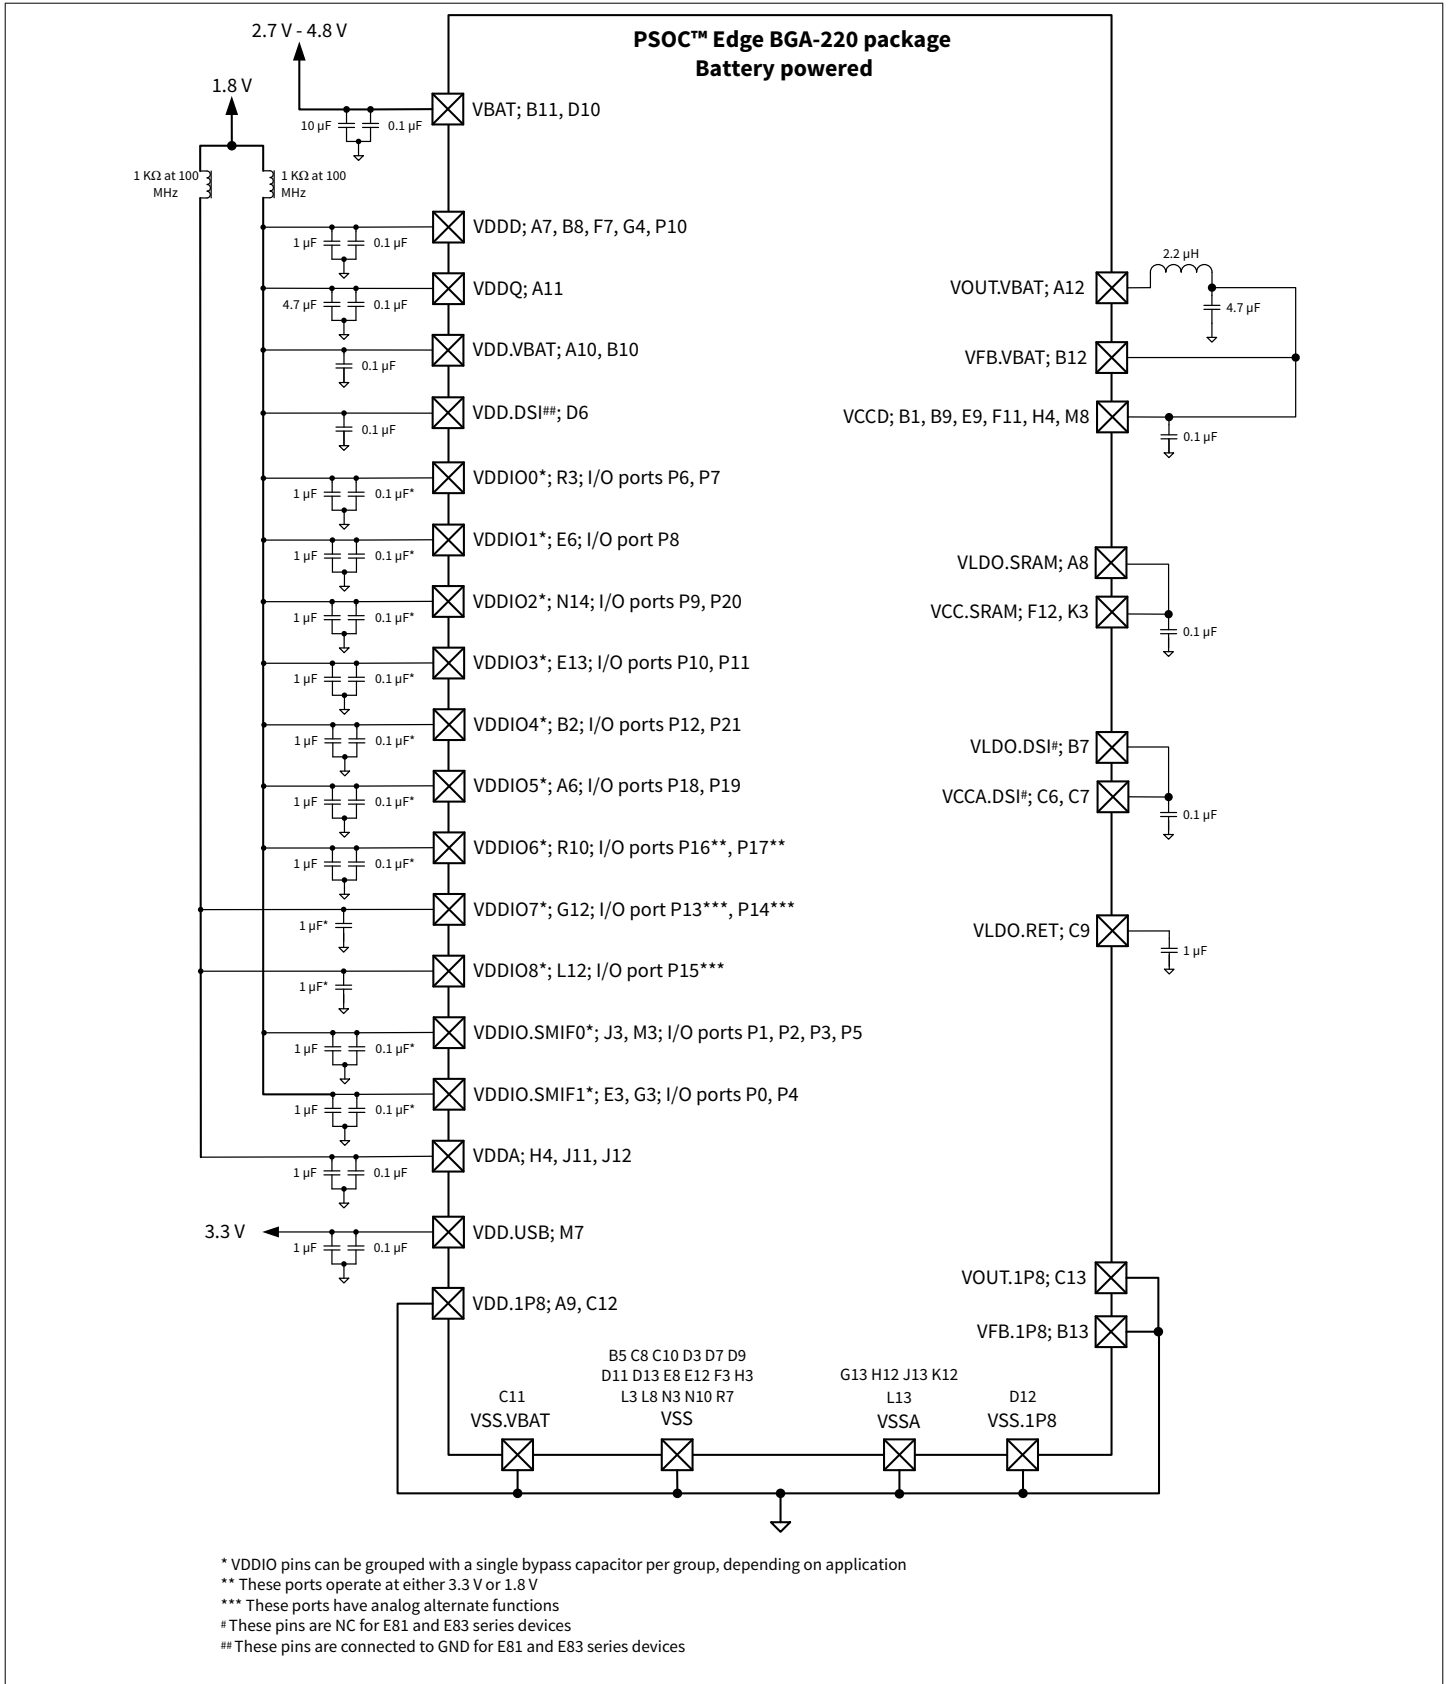 PSOC™ Edge BGA-220 package
Battery powered
2.7 V - 4.8 V
1.8 V
10 µF
0.1 µF
VBAT; B11, D10
1 KΩ at 100
MHz
1 KΩ at 100
MHz
1 µF
0.1 µF
VDDD; A7, B8, F7, G4, P10
4.7 µF
0.1 µF
VDDQ; A11
0.1 µF
VDD.VBAT; A10, B10
0.1 µF
VDD.DSI##; D6
1 µF
0.1 µF*
VDDIO0*; R3; I/O ports P6, P7
1 µF
0.1 µF*
VDDIO1*; E6; I/O port P8
1 µF
0.1 µF*
VDDIO2*; N14; I/O ports P9, P20
1 µF
0.1 µF*
VDDIO3*; E13; I/O ports P10, P11
1 µF
0.1 µF*
VDDIO4*; B2; I/O ports P12, P21
1 µF
0.1 µF*
VDDIO5*; A6; I/O ports P18, P19
1 µF
0.1 µF*
VDDIO6*; R10; I/O ports P16**, P17**
1 µF*
VDDIO7*; G12; I/O port P13***, P14***
1 µF*
VDDIO8*; L12; I/O port P15***
1 µF
0.1 µF*
VDDIO.SMIF0*; J3, M3; I/O ports P1, P2, P3, P5
1 µF
0.1 µF*
VDDIO.SMIF1*; E3, G3; I/O ports P0, P4
1 µF
0.1 µF
VDDA; H4, J11, J12
3.3 V
1 µF
0.1 µF
VDD.USB; M7
VDD.1P8; A9, C12
VOUT.VBAT; A12
2.2 µH
4.7 µF
VFB.VBAT; B12
VCCD; B1, B9, E9, F11, H4, M8
0.1 µF
VLDO.SRAM; A8
VCC.SRAM; F12, K3
0.1 µF
VLDO.DSI#; B7
VCCA.DSI#; C6, C7
0.1 µF
VLDO.RET; C9
1 µF
VOUT.1P8; C13
VFB.1P8; B13
C11
VSS.VBAT
B5 C8 C10 D3 D7 D9
D11 D13 E8 E12 F3 H3
L3 L8 N3 N10 R7
VSS
G13 H12 J13 K12
L13
VSSA
D12
VSS.1P8
* VDDIO pins can be grouped with a single bypass capacitor per group, depending on application
** These ports operate at either 3.3 V or 1.8 V
*** These ports have analog alternate functions
# These pins are NC for E81 and E83 series devices
## These pins are connected to GND for E81 and E83 series devices